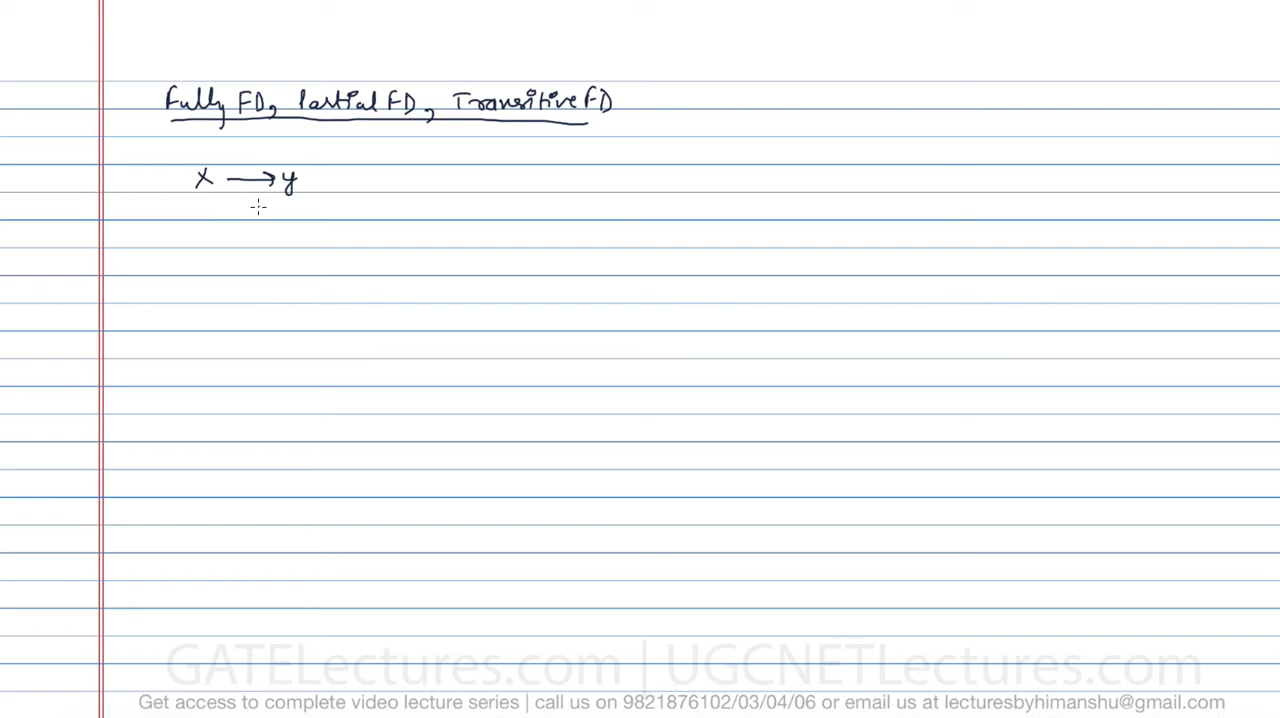 Fully FD, Partial FD, Transitive FD
X → y
GATELectures.com | UGCNETLectures.com
Get access to complete video lecture series | call us on 9821876102/03/04/06 or email us at lecturesbyhimanshu@gmail.com